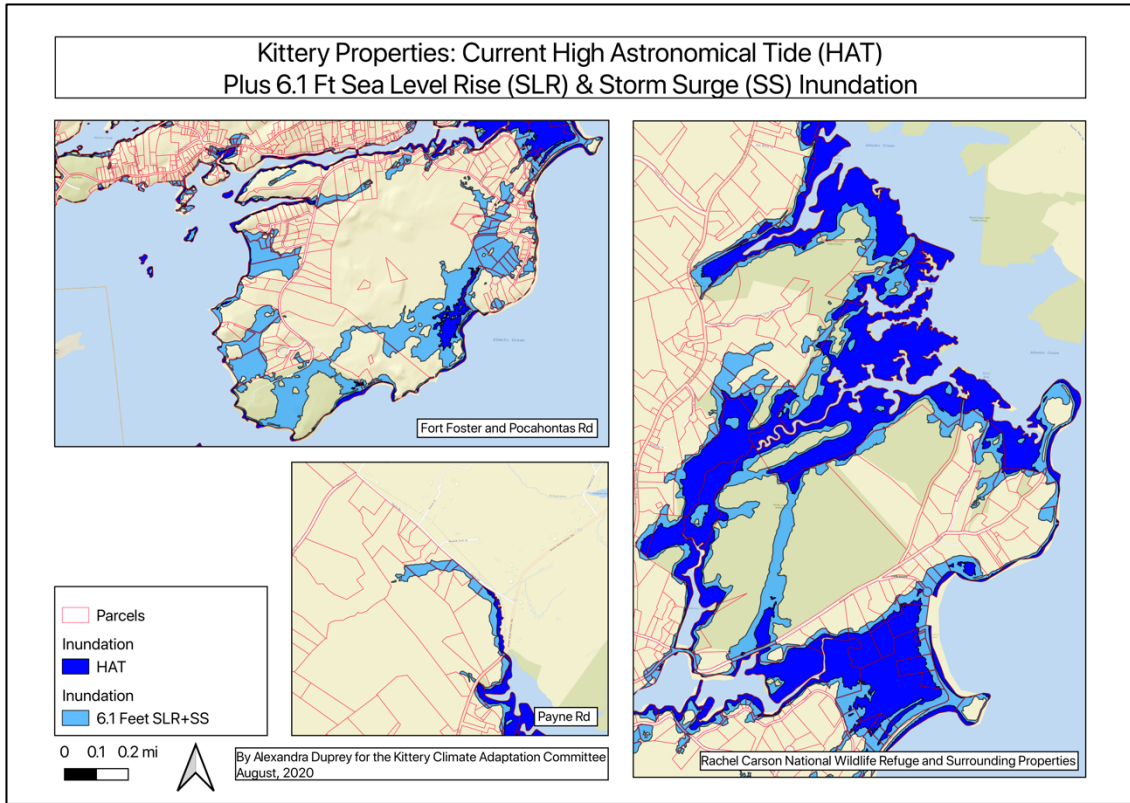 Kittery Properties: Current High Astronomical Tide (HAT)
Plus 6.1 Ft Sea Level Rise (SLR) & Storm Surge (SS) Inundation
Fort Foster and Pocahontas Rd
Payne Rd
Rachel Carson National Wildlife Refuge and Surrounding Properties
Parcels
Inundation
HAT
Inundation
6.1 Feet SLR+SS
0 0.1 0.2 mi
By Alexandra Duprey for the Kittery Climate Adaptation Committee
August, 2020